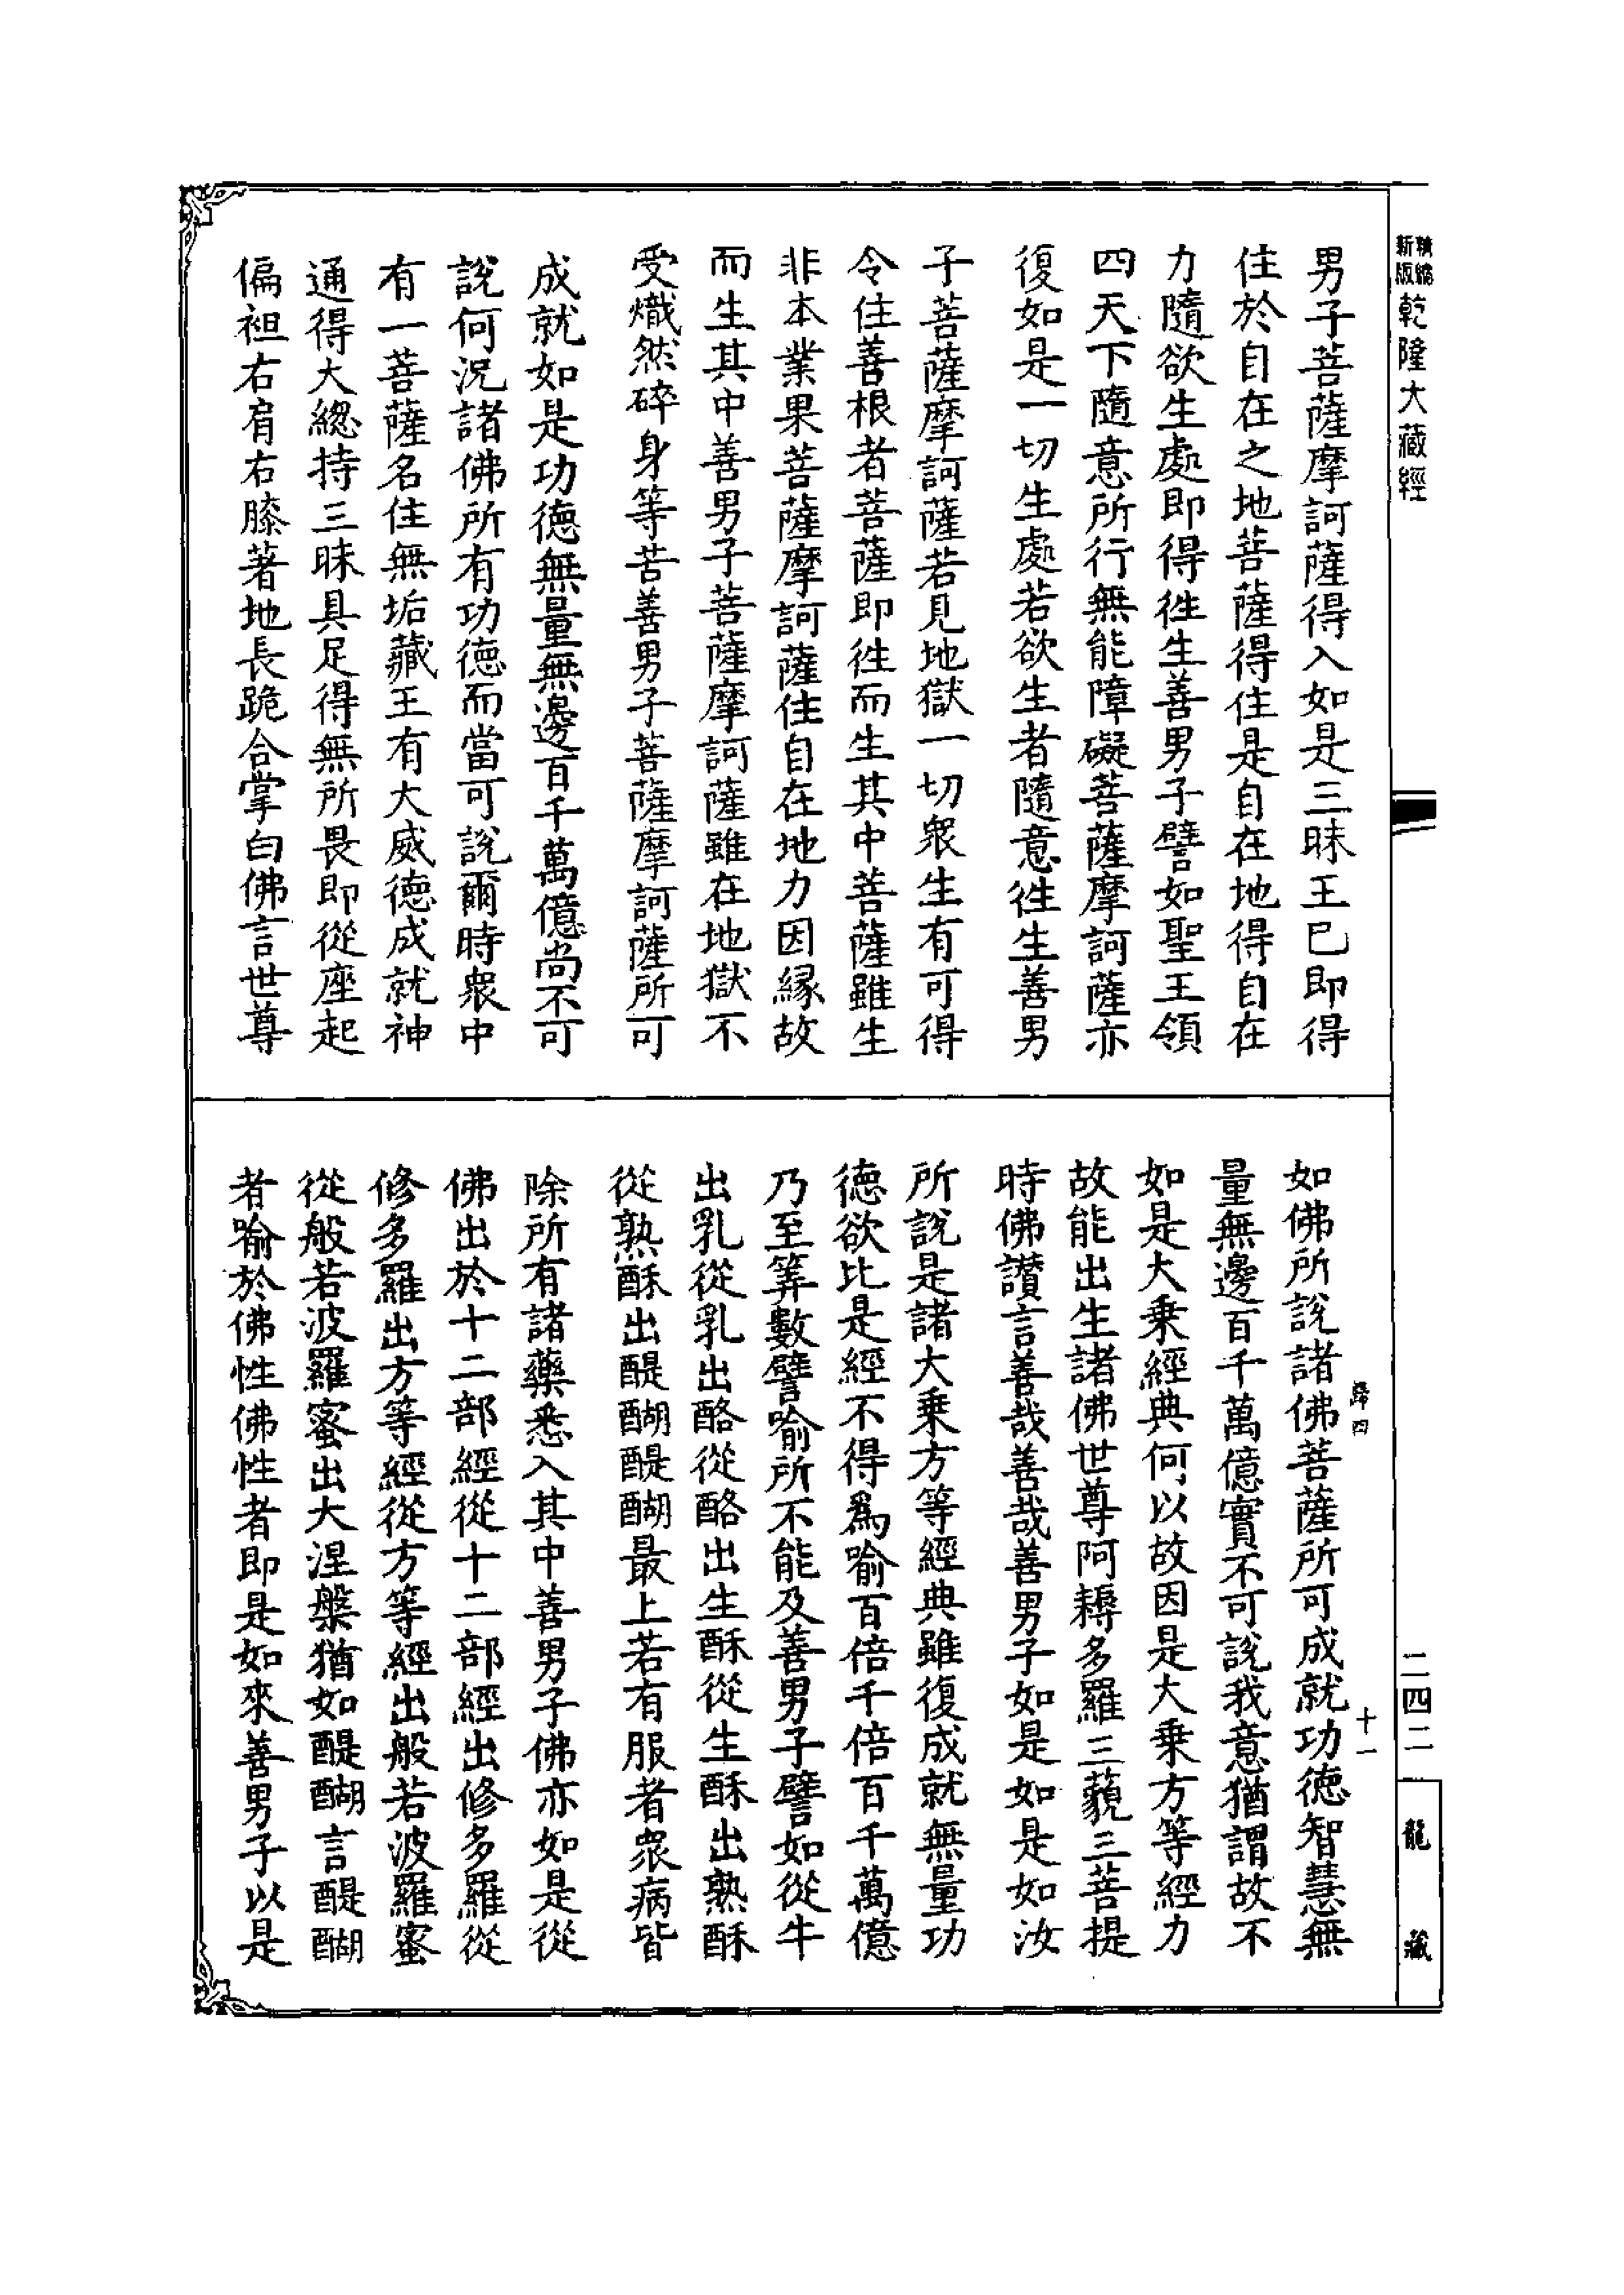 新版精縮乾隆大藏經
男子菩薩摩訶薩得入如是三昧王已即得
住於自在之地菩薩得住是自在地得自在
力隨欲生處即得徃生善男子譬如聖王領
四天下隨意所行無能障礙菩薩摩訶薩亦
復如是一切生處若欲生者隨意徃生善男
子菩薩摩訶薩若見地獄一切衆生有可得
令住善根者菩薩即徃而生其中菩薩雖生
非本業果菩薩摩訶薩住自在地力因緣故
而生其中善男子菩薩摩訶薩雖在地獄不
受熾然碎身等苦善男子菩薩摩訶薩所可
成就如是功德無量無邊百千萬億尚不可
說何況諸佛所有功德而當可說爾時衆中
有一菩薩名住無垢藏王有大威德成就神
通得大總持三昧具足得無所畏即從座起
偏袒右肩右膝著地長跪合掌白佛言世尊
如佛所說諸佛菩薩所可成就功德智慧無
量無邊百千萬億實不可說我意猶謂故不
如是大乘經典何以故因是大乘方等經力
故能出生諸佛世尊阿耨多羅三藐三菩提
時佛讚言善哉善哉善男子如是如是如汝
所說是諸大乘方等經典雖復成就無量功
德欲比是經不得爲喻百倍千倍百千萬億
乃至筭數譬喻所不能及善男子譬如從牛
出乳從乳出酪從酪出生酥從生酥出熟酥
從熟酥出醍醐醍醐最上若有服者衆病皆
除所有諸藥悉入其中善男子佛亦如是從
佛出於十二部經從十二部經出修多羅從
修多羅出方等經從方等經出般若波羅蜜
從般若波羅蜜出大涅槃猶如醍醐言醍醐
者喻於佛性佛性者即是如來善男子以是
十一
二四二
龍藏